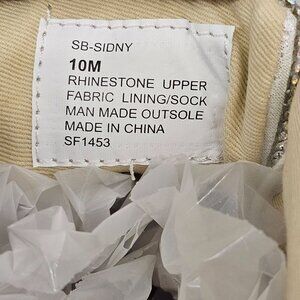 SB-SIDNY
10M
RHINESTONE UPPER
FABRIC LINING/SOCK
MAN MADE OUTSOLE
MADE IN CHINA
SF1453